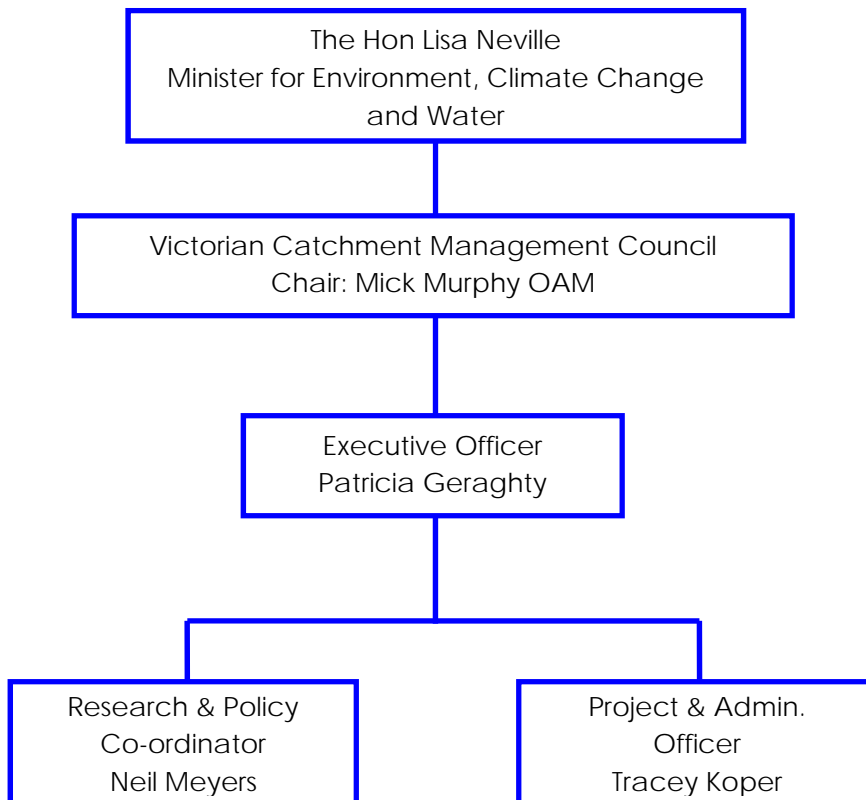 The Hon Lisa Neville
Minister for Environment, Climate Change
and Water
Victorian Catchment Management Council
Chair: Mick Murphy OAM
Executive Officer
Patricia Geraghty
Research & Policy
Co-ordinator
Neil Meyers
Project & Admin.
Officer
Tracey Koper